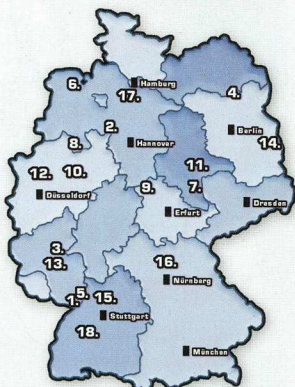 6.
Hamburg
17.
4.
2.
Berlin
8.
Hannover
14.
12.
10.
11.
9.
7.
Düsseldorf
Erfurt
Dresden
3.
13.
16.
1.
5.
15.
Nürnberg
Stuttgart
18.
München